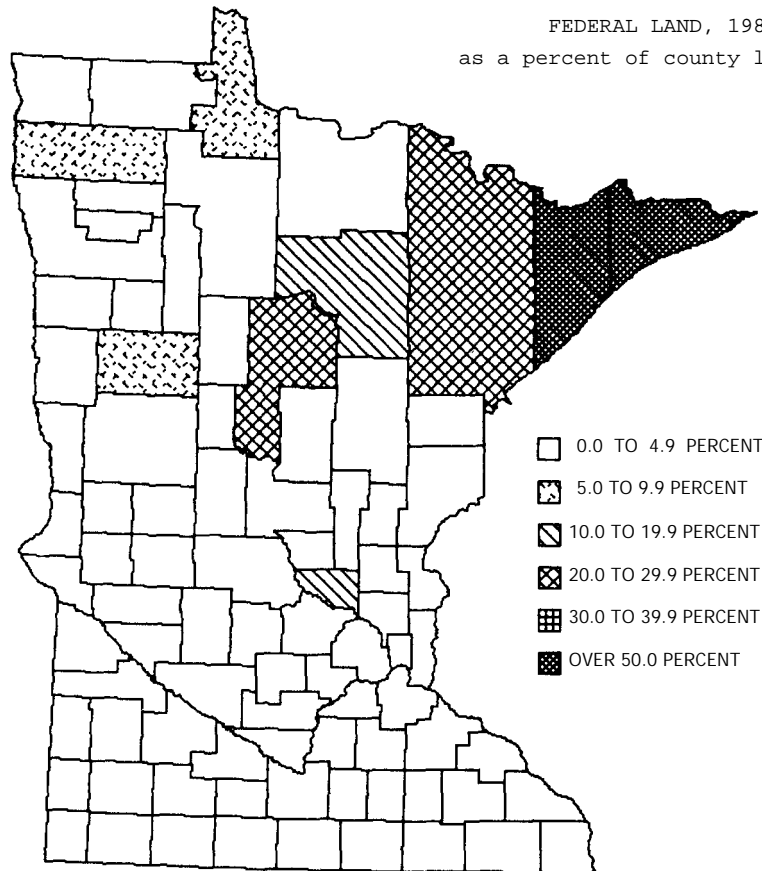 FEDERAL LAND, 198
as a percent of county l
0.0 TO 4.9 PERCENT
5.0 TO 9.9 PERCENT
10.0 TO 19.9 PERCENT
20.0 TO 29.9 PERCENT
30.0 TO 39.9 PERCENT
OVER 50.0 PERCENT